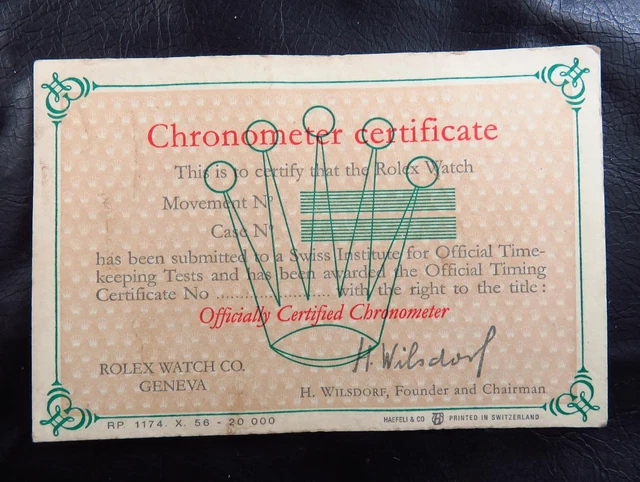 Chronometer certificate
This is to certify that the Rolex Watch
Movement Nº
Case Nº
has been submitted to a Swiss Institute for Official Time-
keeping Tests and has been awarded the Official Timing
Certificate No ........................ with the right to the title :
Officially Certified Chronometer
H. Wilsdorf
ROLEX WATCH CO.
GENEVA
H. WILSDORF, Founder and Chairman
RP 1174. X. 56 - 20 000
HAEFELI & CO PRINTED IN SWITZERLAND